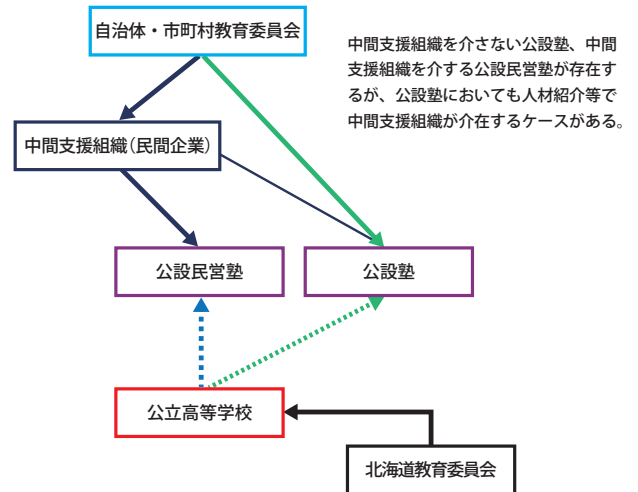 自治体・市町村教育委員会
中間支援組織を介さない公設塾、中間
支援組織を介する公設民営塾が存在す
るが、公設塾においても人材紹介等で
中間支援組織が介在するケースがある。
中間支援組織(民間企業)
公設民営塾
公設塾
公立高等学校
北海道教育委員会